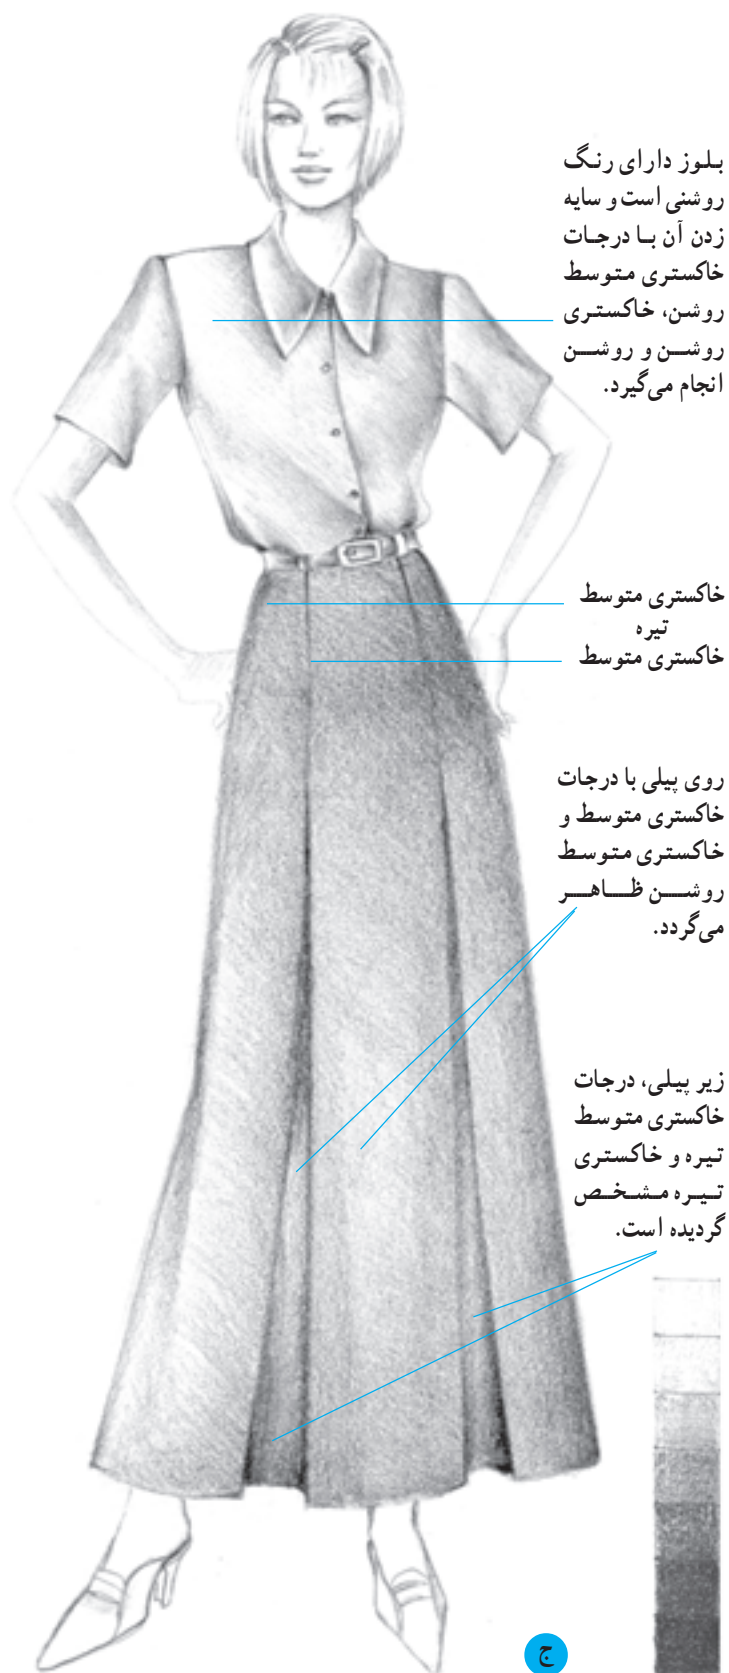 بلوز دارای رنگ
روشنی است و سایه
زدن آن با درجات
خاکستری متوسط
روشن، خاکستری
روشن و روشن
انجام می‌گیرد.
خاکستری متوسط
تیره
خاکستری متوسط
روی پیلی با درجات
خاکستری متوسط و
خاکستری متوسط
روشن ظاهر
می‌گردد.
زیر پیلی، درجات
خاکستری متوسط
تیره و خاکستری
تیره مشخص
گردیده است.
ج